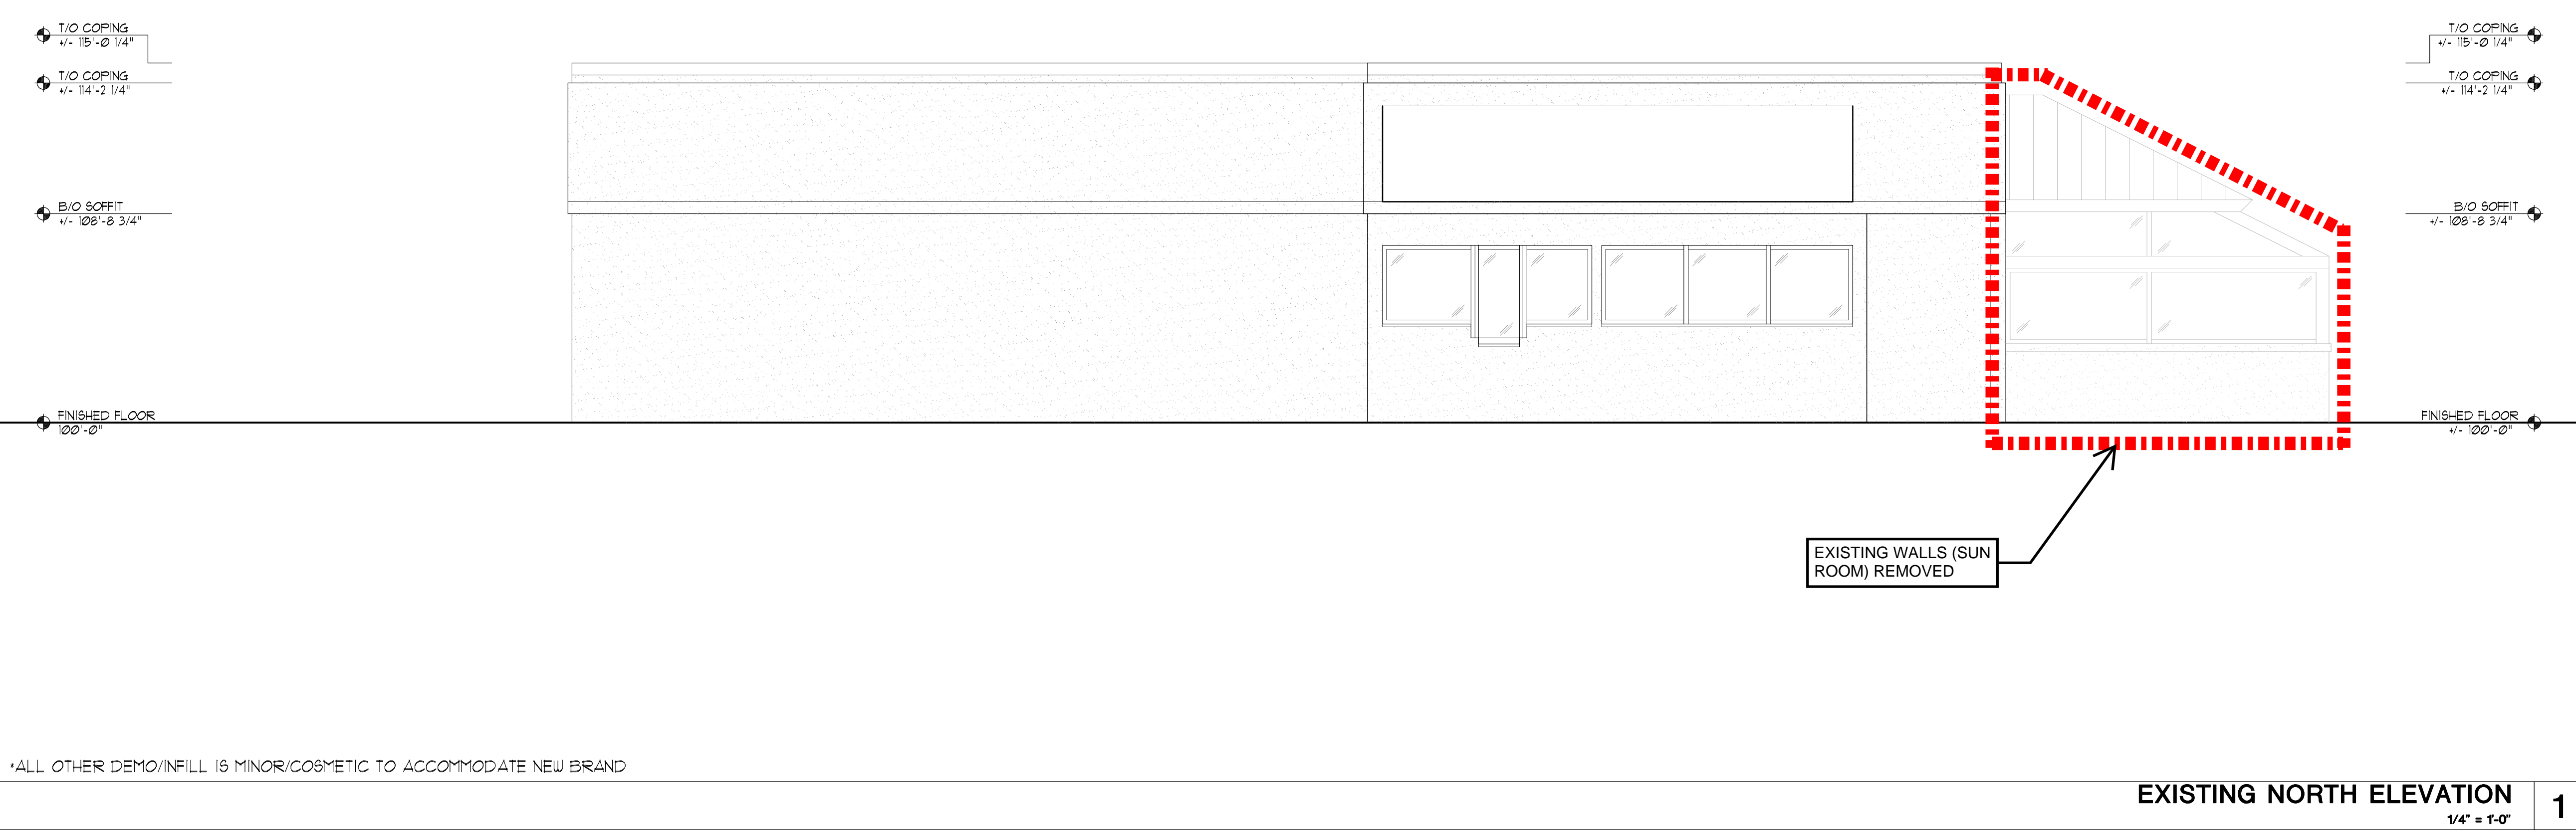 T/O COPING
+/- 115'-0 1/4"
T/O COPING
+/- 114'-2 1/4"
B/O SOFFIT
+/- 108'-8 3/4"
FINISHED FLOOR
100'-0"
T/O COPING
+/- 115'-0 1/4"
T/O COPING
+/- 114'-2 1/4"
B/O SOFFIT
+/- 108'-8 3/4"
FINISHED FLOOR
+/- 100'-0"
EXISTING WALLS (SUN
ROOM) REMOVED
*ALL OTHER DEMO/INFILL IS MINOR/COSMETIC TO ACCOMMODATE NEW BRAND
EXISTING NORTH ELEVATION
1/4" = 1'-0"
1